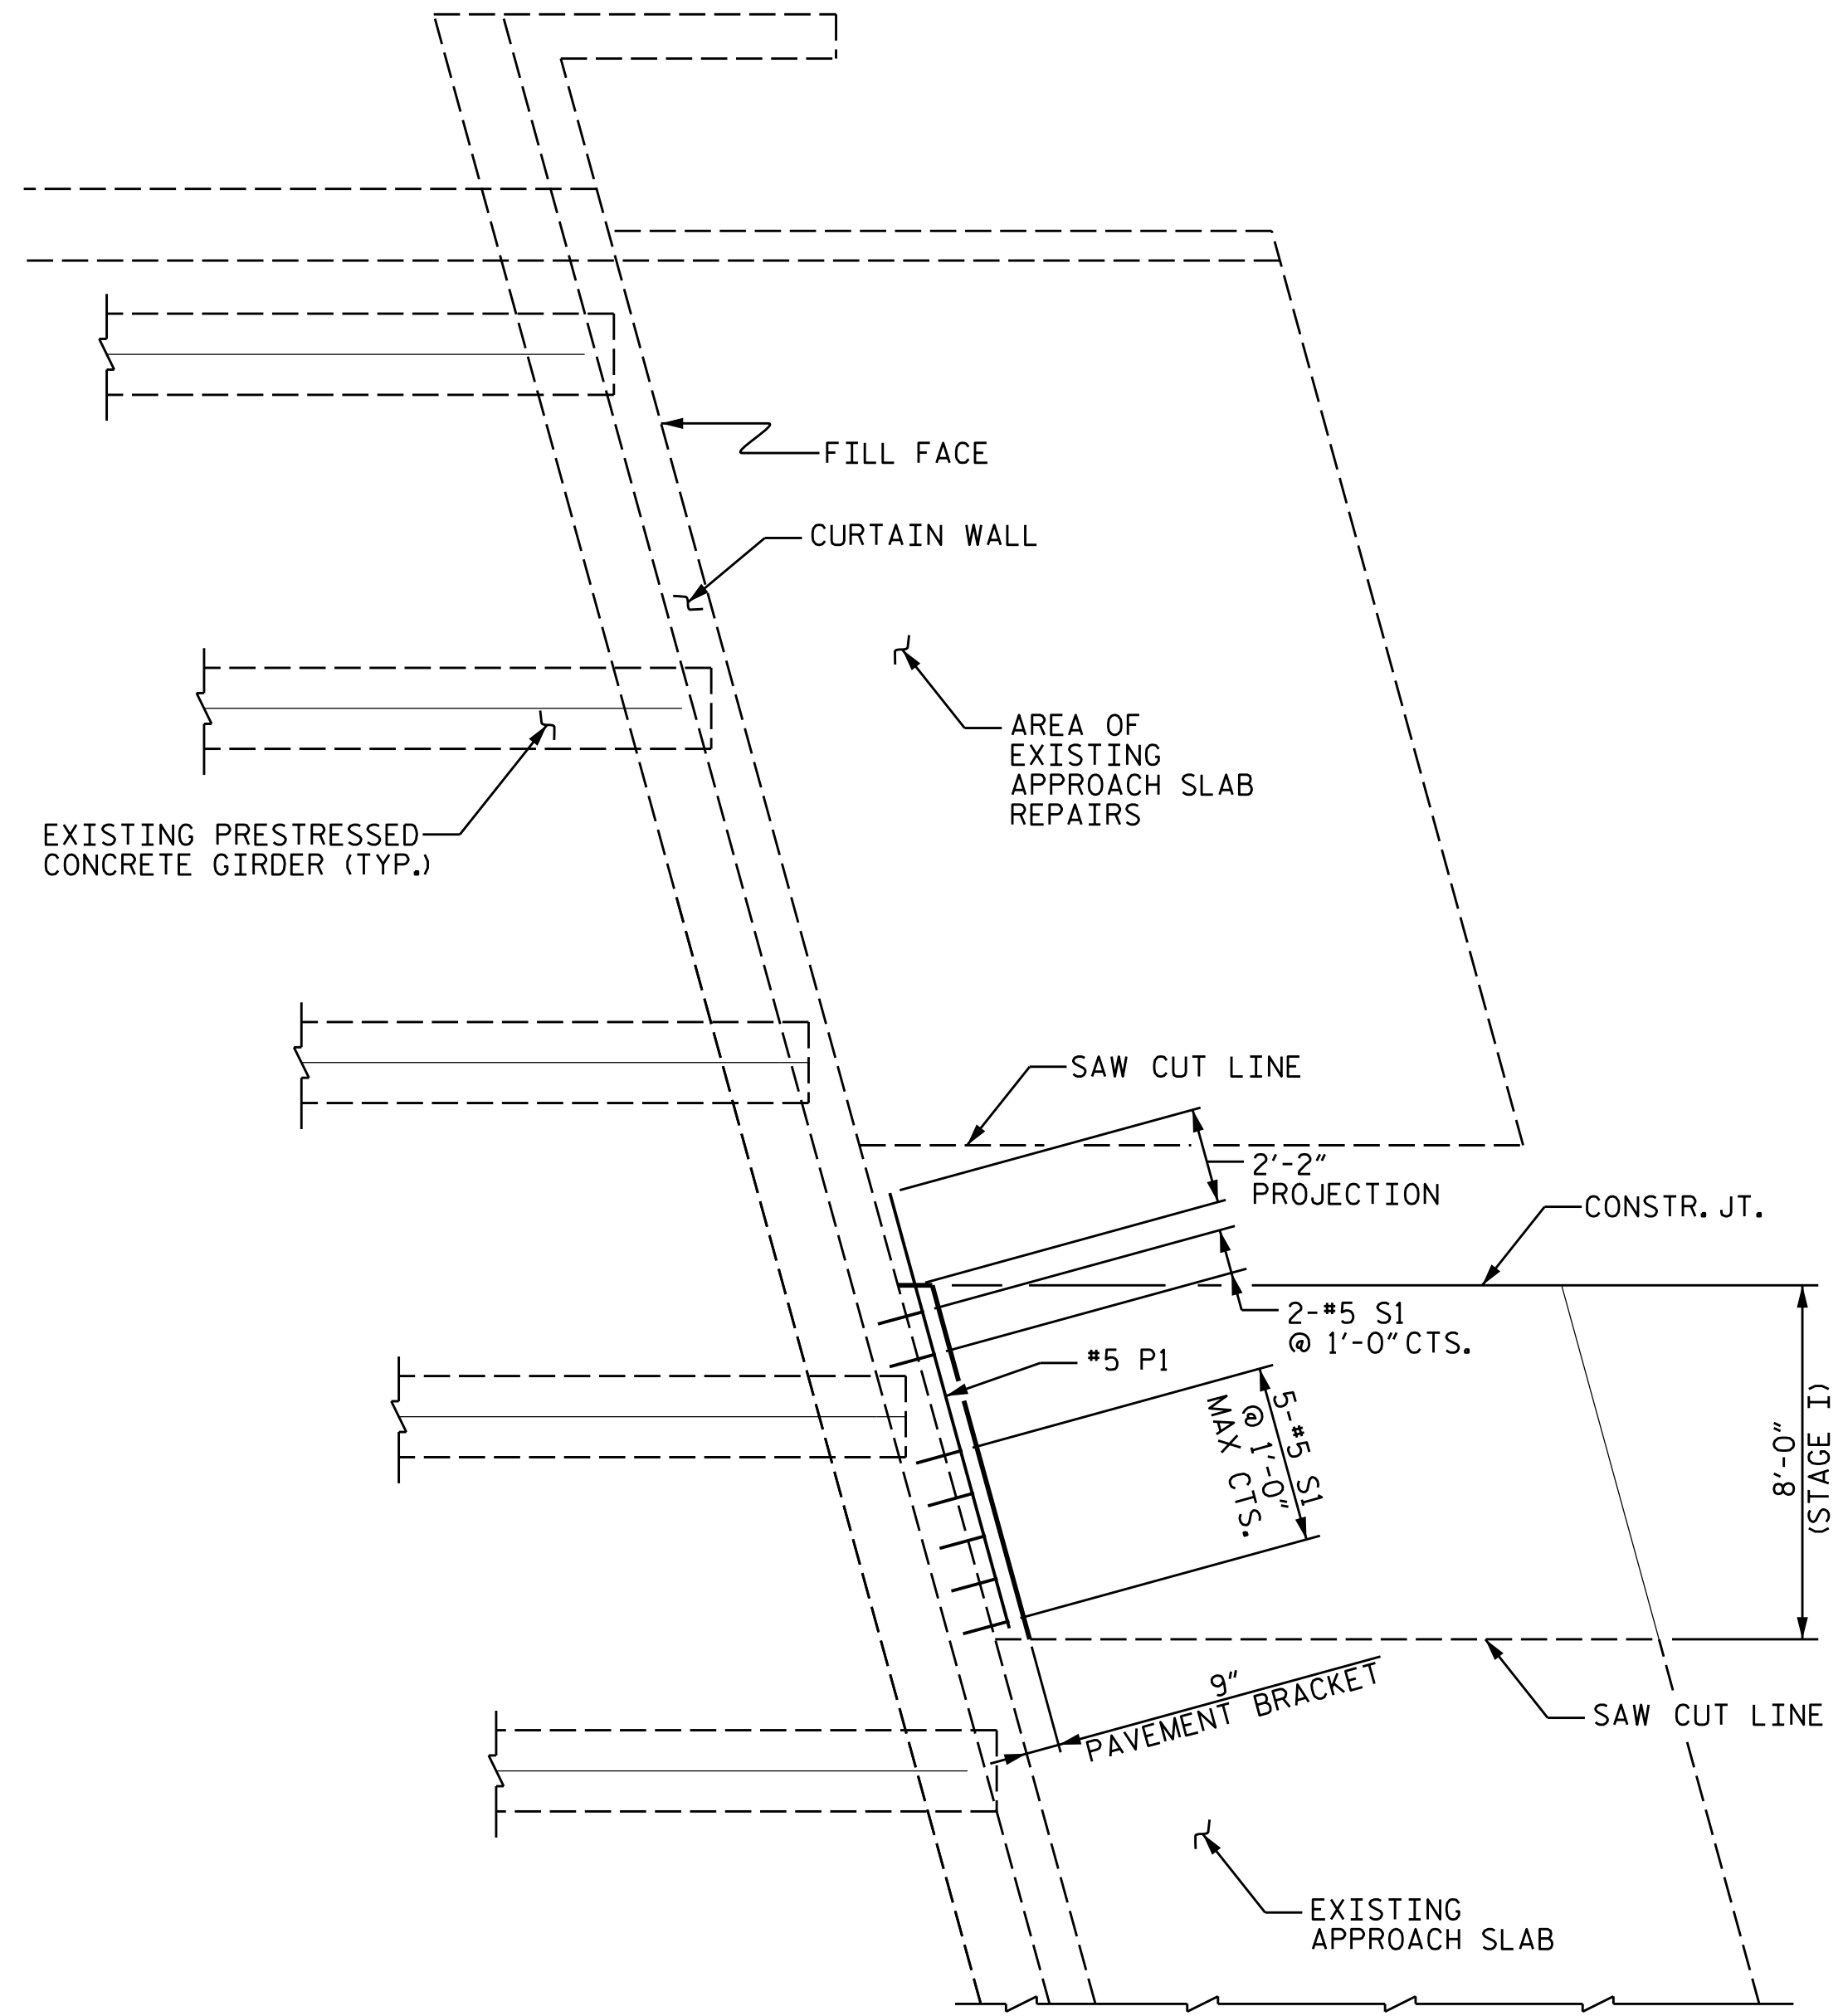 FILL FACE
CURTAIN WALL
AREA OF
EXISTING
APPROACH SLAB
REPAIRS
EXISTING PRESTRESSED
CONCRETE GIRDER (TYP.)
SAW CUT LINE
2'-2"
PROJECTION
CONSTR. JT.
2-#5 S1
@ 1'-0" CTS.
#5 P1
5-#5 S1
@ 1'-0"
MAX CTS.
8'-0"
(STAGE I)
9"
PAVEMENT BRACKET
SAW CUT LINE
EXISTING
APPROACH SLAB